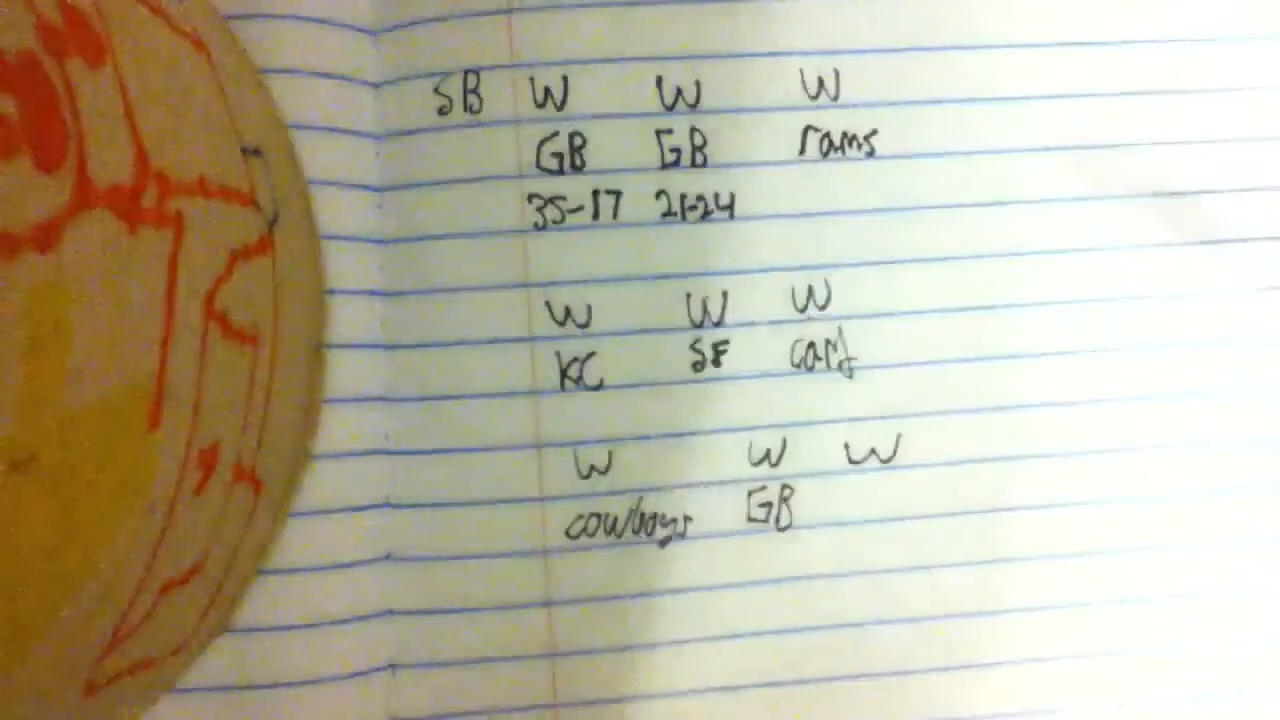 SB W W W
GB GB rams
35-17 21-24
W W W
KC SF card
W W W
cowboys GB